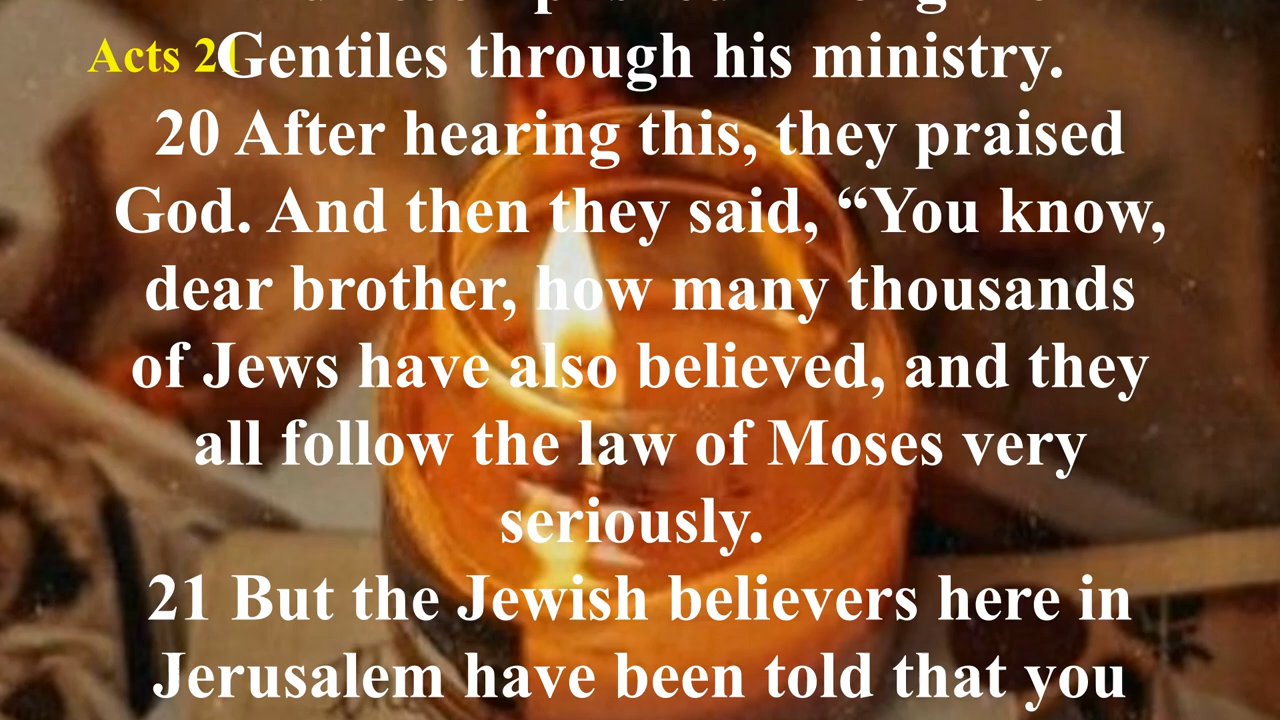 Acts 21
Gentiles through his ministry.
20 After hearing this, they praised
God. And then they said, “You know,
dear brother, how many thousands
of Jews have also believed, and they
all follow the law of Moses very
seriously.
21 But the Jewish believers here in
Jerusalem have been told that you